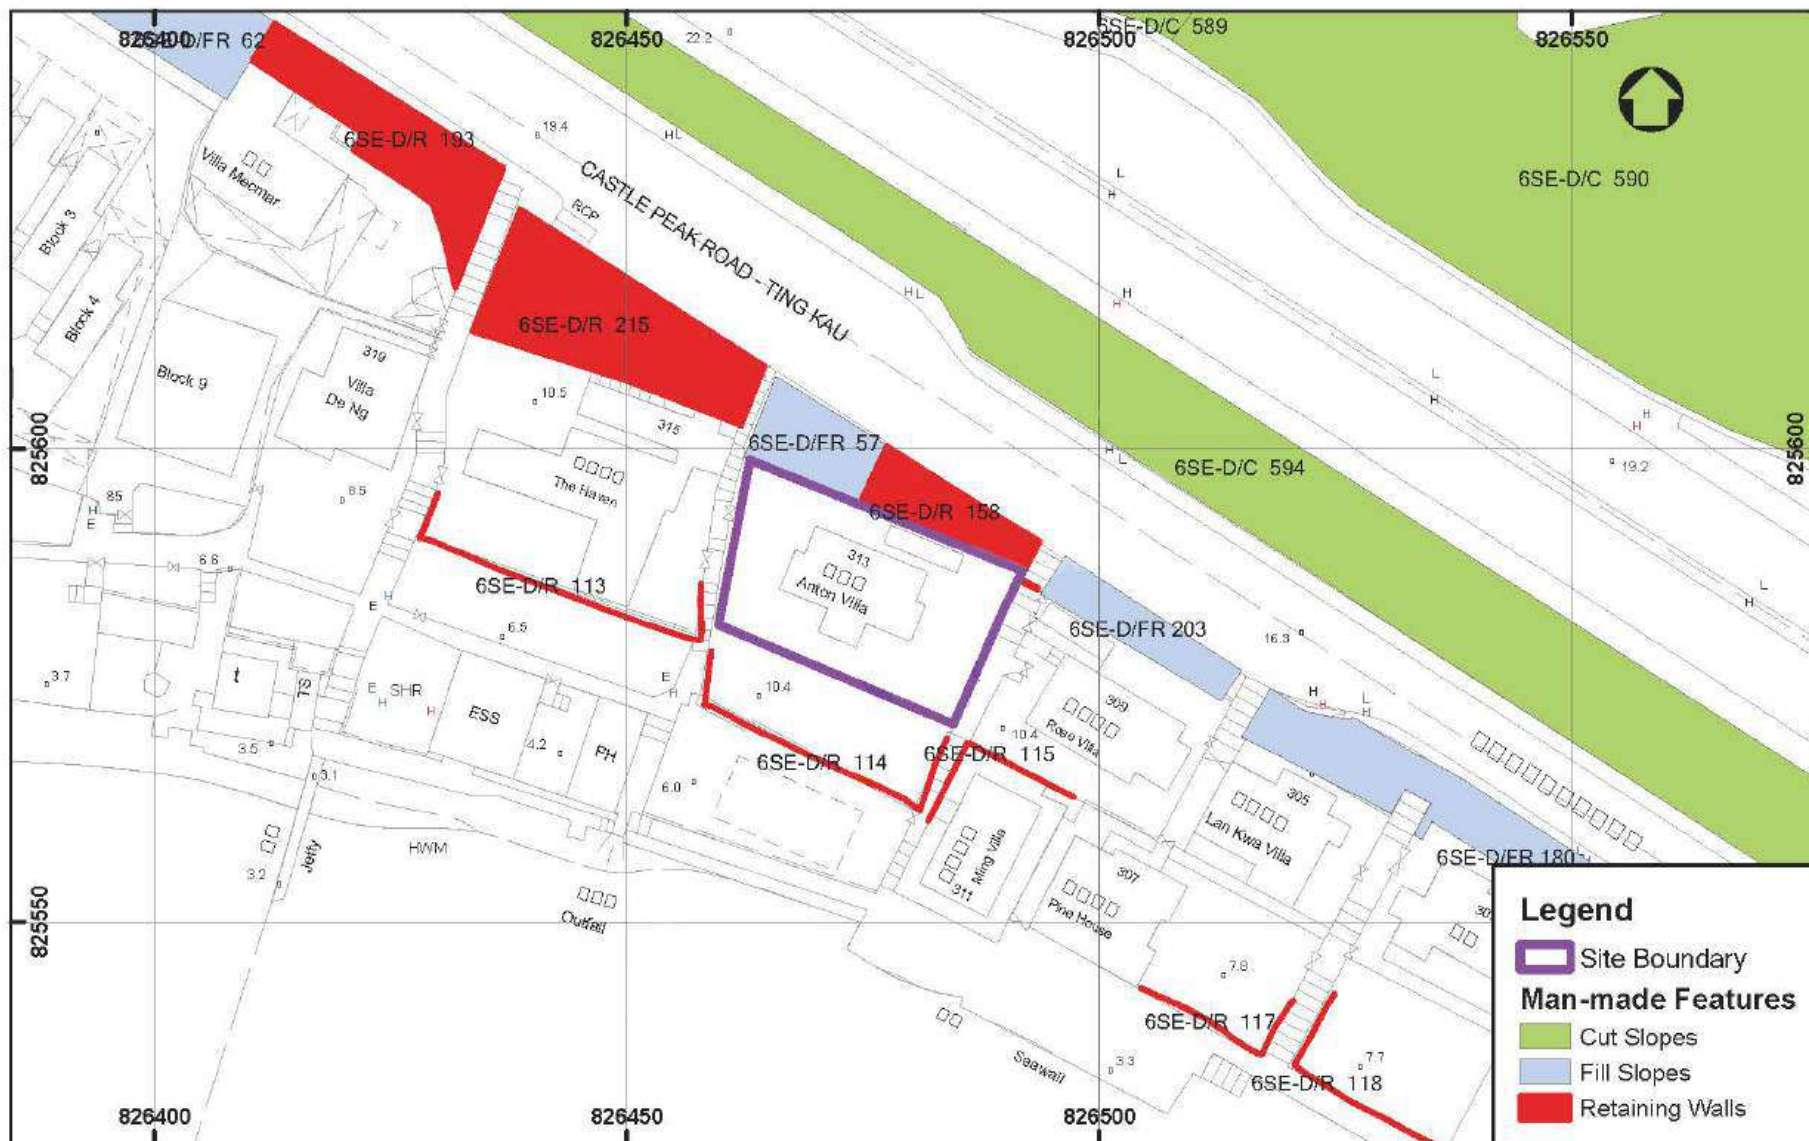 826400
826450
826500
826550
6SE-D/C 589
22.2
19.4
H L
6SE-D/R 193
Villa Mecmar
Block 3
Block 4
RCP
CASTLE PEAK ROAD - TING KAU
6SE-D/C 590
L
H
H L
H
H
6SE-D/R 215
319
Villa
De Ng
Block 9
10.5
315
L
H
H
H
825600
825600
6SE-D/FR 57
H
L
6SE-D/C 594
19.2
The Haven
8.5
85
H
E
6SE-D/R 158
313
Anton Villa
6.6
6SE-D/R 113
H
E
6.5
L
H
6SE-D/FR 203
16.3
3.7
t
TS
E
SHR
H
H
ESS
E
H
10.4
309
Rose Villa
10.4
H
H
L
H
3.5
4.2
PH
6SE-D/R 114
6SE-D/R 115
3.1
6.0
305
Lan Kwa Villa
Jetty
HWM
3.2
Ming Villa
311
307
Pine House
6SE-D/FR 180
Outfall
825550
7.8
6SE-D/R 117
Seawall
3.3
7.7
6SE-D/R 118
826400
826450
826500
Legend
Site Boundary
Man-made Features
Cut Slopes
Fill Slopes
Retaining Walls